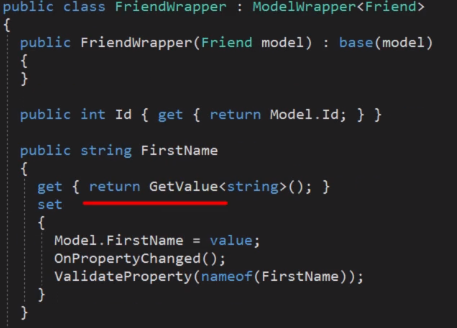 public class FriendWrapper : ModelWrapper<Friend>
{
public FriendWrapper(Friend model) : base(model)
{
}
public int Id { get { return Model.Id; } }
public string FirstName
{
get { return GetValue<string>(); }
set
{
Model.FirstName = value;
OnPropertyChanged();
ValidateProperty(nameof(FirstName));
}
}